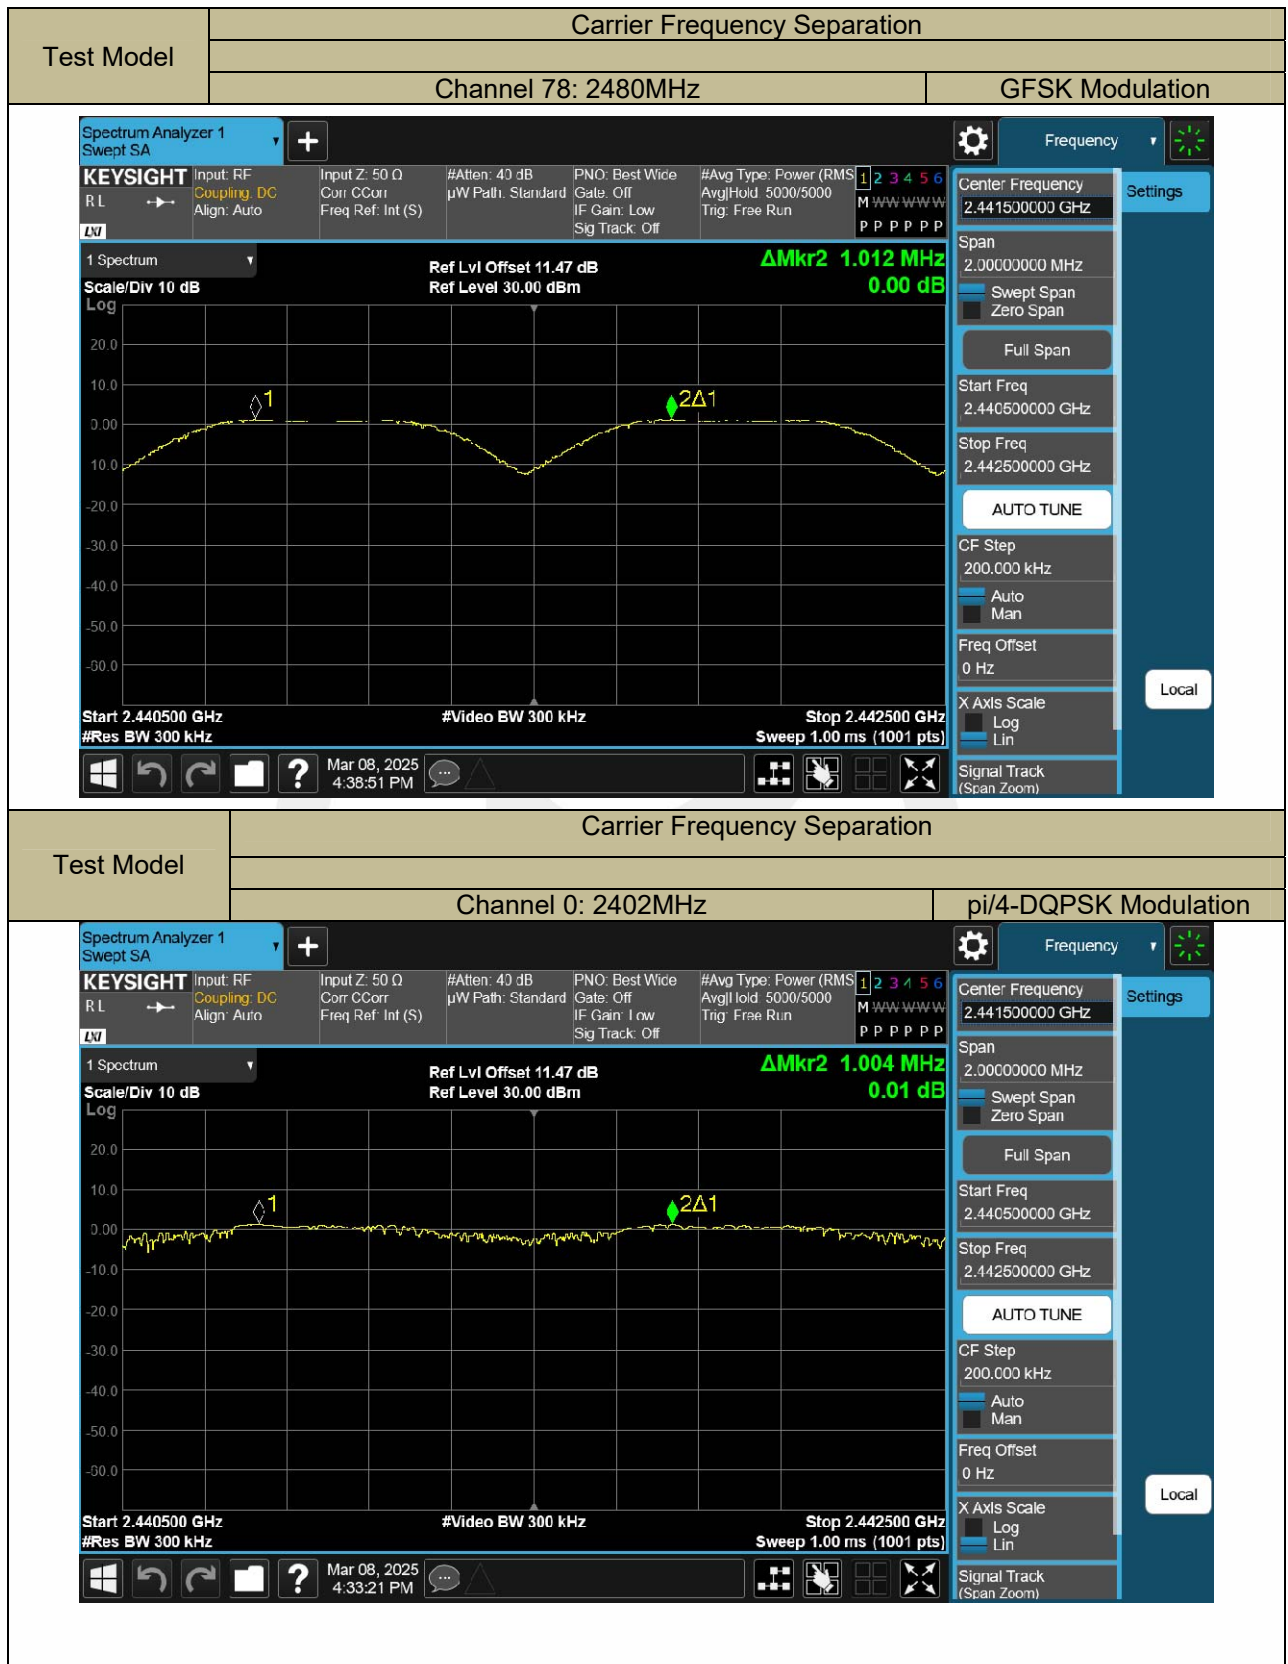 Test Model
Carrier Frequency Separation
Channel 78: 2480MHz
GFSK Modulation
Spectrum Analyzer 1
Swept SA
+
Frequency
KEYSIGHT
R L
LXI
Input: RF
Coupling: DC
Align: Auto
Input Z: 50 Ω
Corr CCorr
Freq Ref: Int (S)
#Atten: 40 dB
µW Path: Standard
PNO: Best Wide
Gate: Off
IF Gain: Low
Sig Track: Off
#Avg Type: Power (RMS
Avg|Hold: 5000/5000
Trig: Free Run
1 2 3 4 5 6
M W W W W W
P P P P P P
Center Frequency
2.441500000 GHz
Settings
1 Spectrum
Scale/Div 10 dB
Log
Ref Lvl Offset 11.47 dB
Ref Level 30.00 dBm
ΔMkr2 1.012 MHz
0.00 dB
Span
2.00000000 MHz
Swept Span
Zero Span
Full Span
Start Freq
2.440500000 GHz
Stop Freq
2.442500000 GHz
AUTO TUNE
CF Step
200.000 kHz
Auto
Man
Freq Offset
0 Hz
X Axis Scale
Log
Lin
Signal Track
(Span Zoom)
Local
20.0
10.0
0.00
10.0
-20.0
-30.0
-40.0
-50.0
1
2Δ1
Start 2.440500 GHz
#Res BW 300 kHz
#Video BW 300 kHz
Stop 2.442500 GHz
Sweep 1.00 ms (1001 pts)
?
Mar 08, 2025
4:38:51 PM
Test Model
Carrier Frequency Separation
Channel 0: 2402MHz
pi/4-DQPSK Modulation
Spectrum Analyzer 1
Swept SA
+
Frequency
KEYSIGHT
R L
LXI
Input: RF
Coupling: DC
Align: Auto
Input Z: 50 Ω
Corr CCorr
Freq Ref: Int (S)
#Atten: 40 dB
µW Path: Standard
PNO: Best Wide
Gate: Off
IF Gain: Low
Sig Track: Off
#Avg Type: Power (RMS
Avg|Hold: 5000/5000
Trig: Free Run
1 2 3 4 5 6
M W W W W W
P P P P P P
Center Frequency
2.441500000 GHz
Settings
1 Spectrum
Scale/Div 10 dB
Log
Ref Lvl Offset 11.47 dB
Ref Level 30.00 dBm
ΔMkr2 1.004 MHz
0.01 dB
Span
2.00000000 MHz
Swept Span
Zero Span
Full Span
Start Freq
2.440500000 GHz
Stop Freq
2.442500000 GHz
AUTO TUNE
CF Step
200.000 kHz
Auto
Man
Freq Offset
0 Hz
X Axis Scale
Log
Lin
Signal Track
(Span Zoom)
Local
20.0
10.0
0.00
-10.0
-20.0
-30.0
-40.0
-50.0
1
2Δ1
Start 2.440500 GHz
#Res BW 300 kHz
#Video BW 300 kHz
Stop 2.442500 GHz
Sweep 1.00 ms (1001 pts)
?
Mar 08, 2025
4:33:21 PM